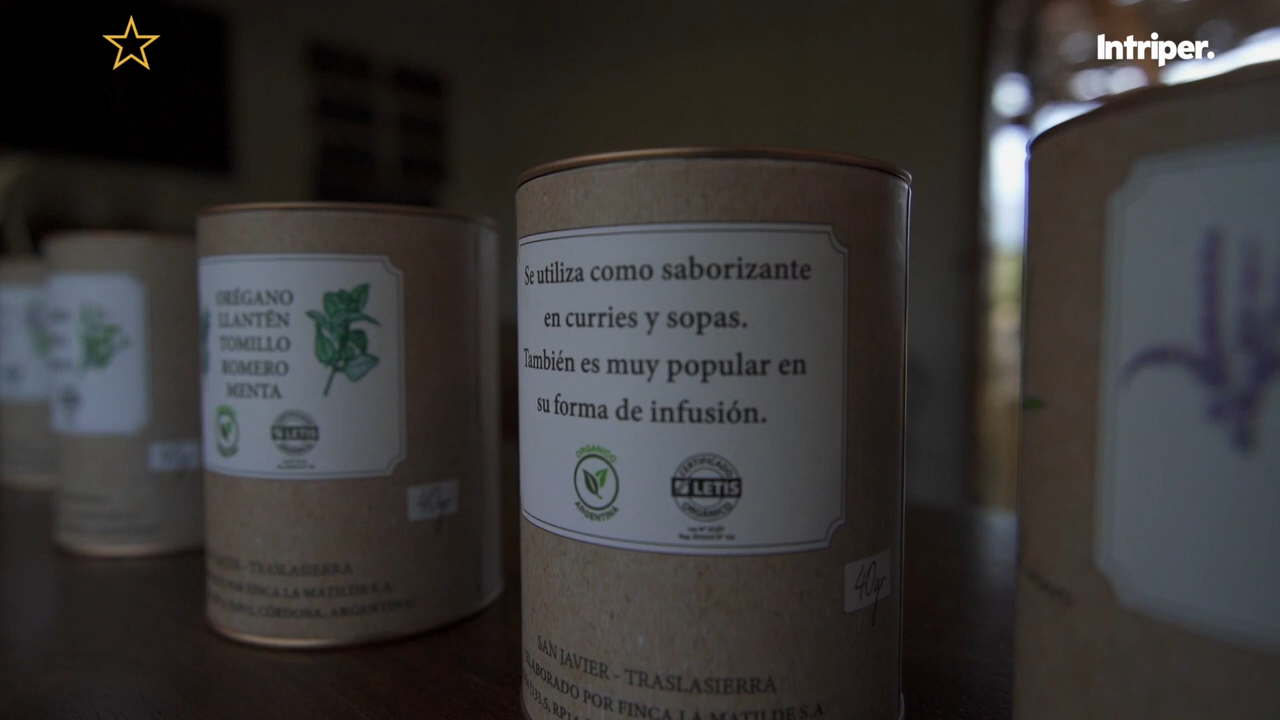 Intriper.
ORÉGANO
LLANTÉN
TOMILLO
ROMERO
MENTA
LETIS
40gr
TRASLASIERRA
POR FINCA LA MATILDE S.A.
CÓRDOBA, ARGENTINA
Se utiliza como saborizante
en curries y sopas.
También es muy popular en
su forma de infusión.
ORGÁNICO
ARGENTINA
CERTIFICADO
LETIS
ORGÁNICO
40gr
SAN JAVIER - TRASLASIERRA
ELABORADO POR FINCA LA MATILDE S.A.